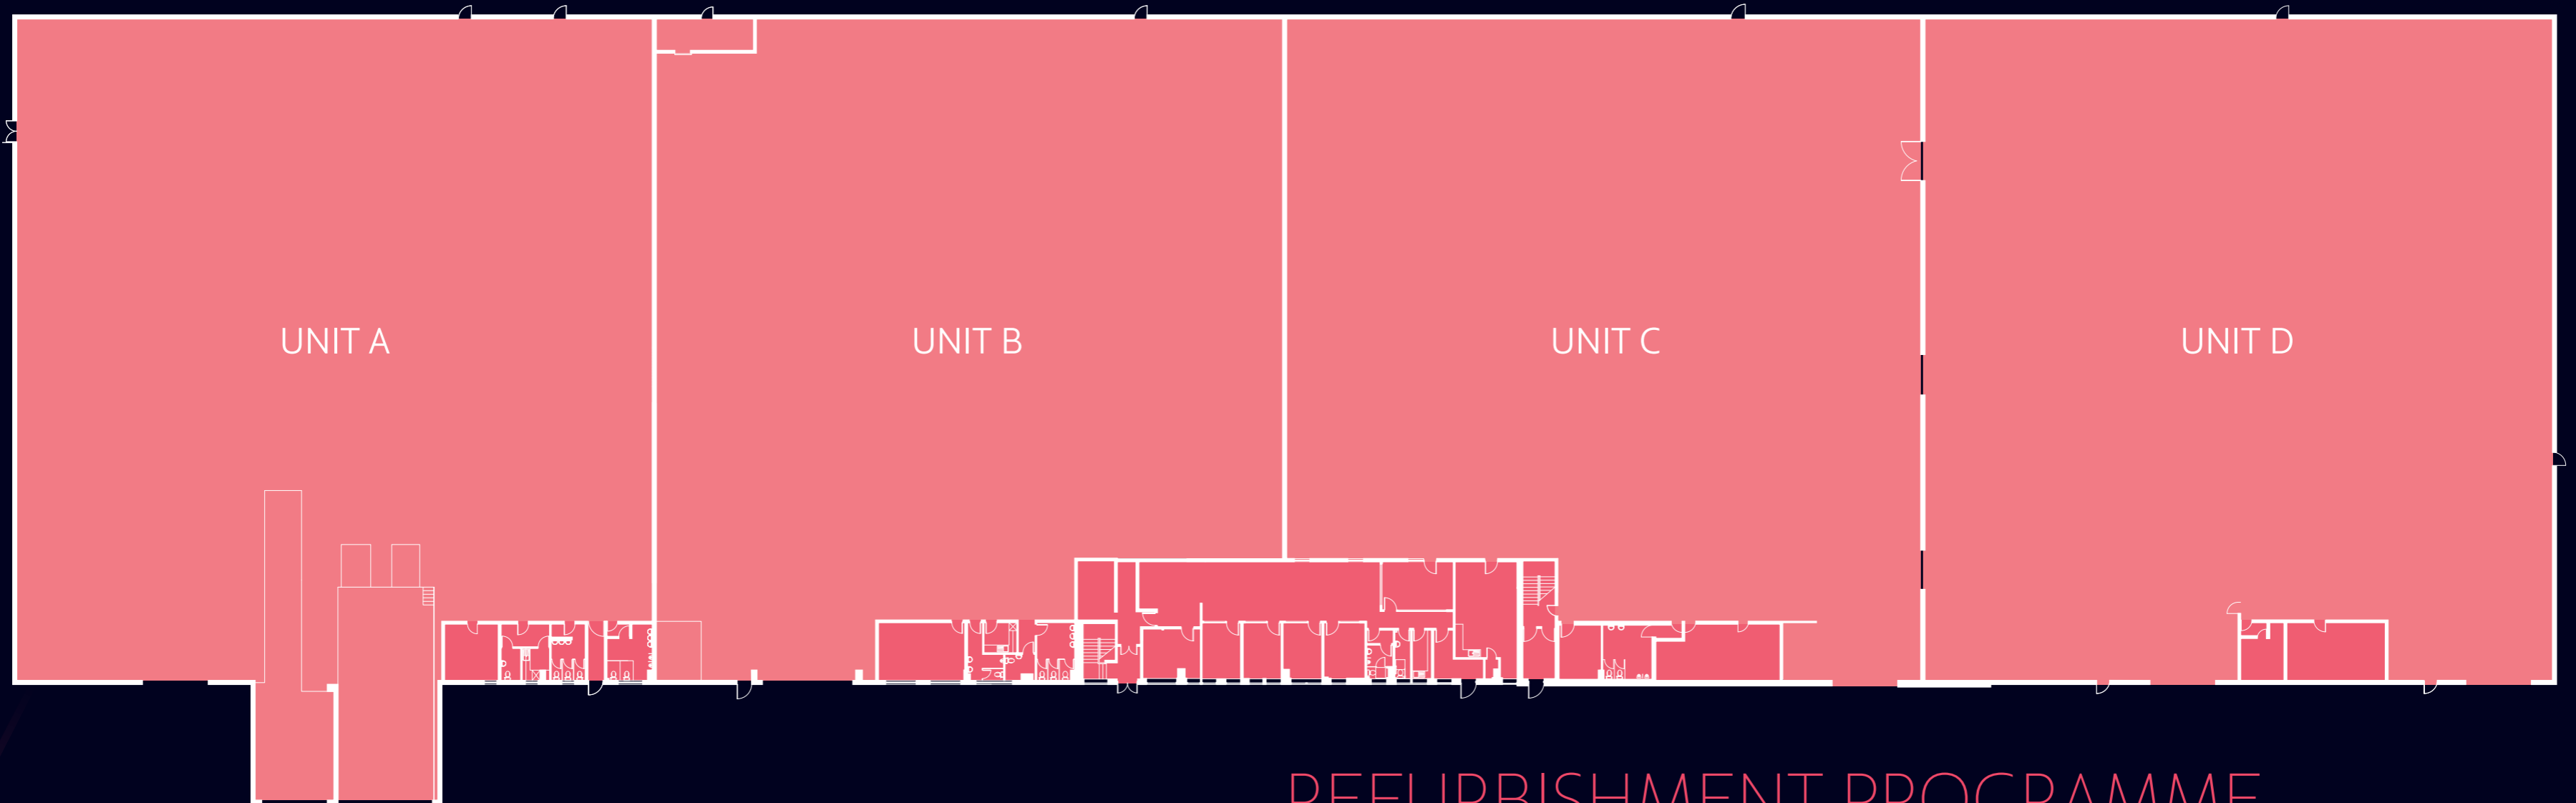 UNIT A
UNIT B
UNIT C
UNIT D
REFURBISHMENT PROGRAMME